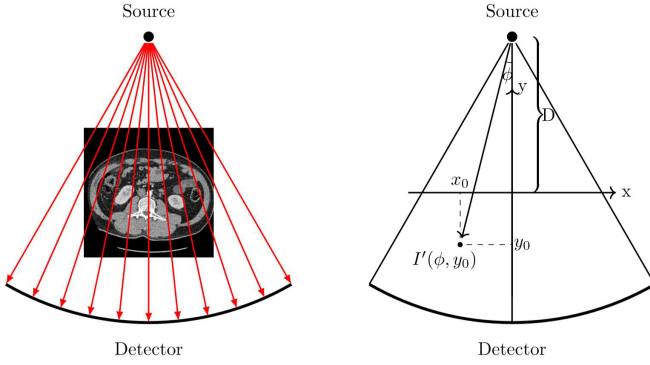 Source
Detector
Source
ϕ
y
D
x₀
x
y₀
I′(ϕ, y₀)
Detector